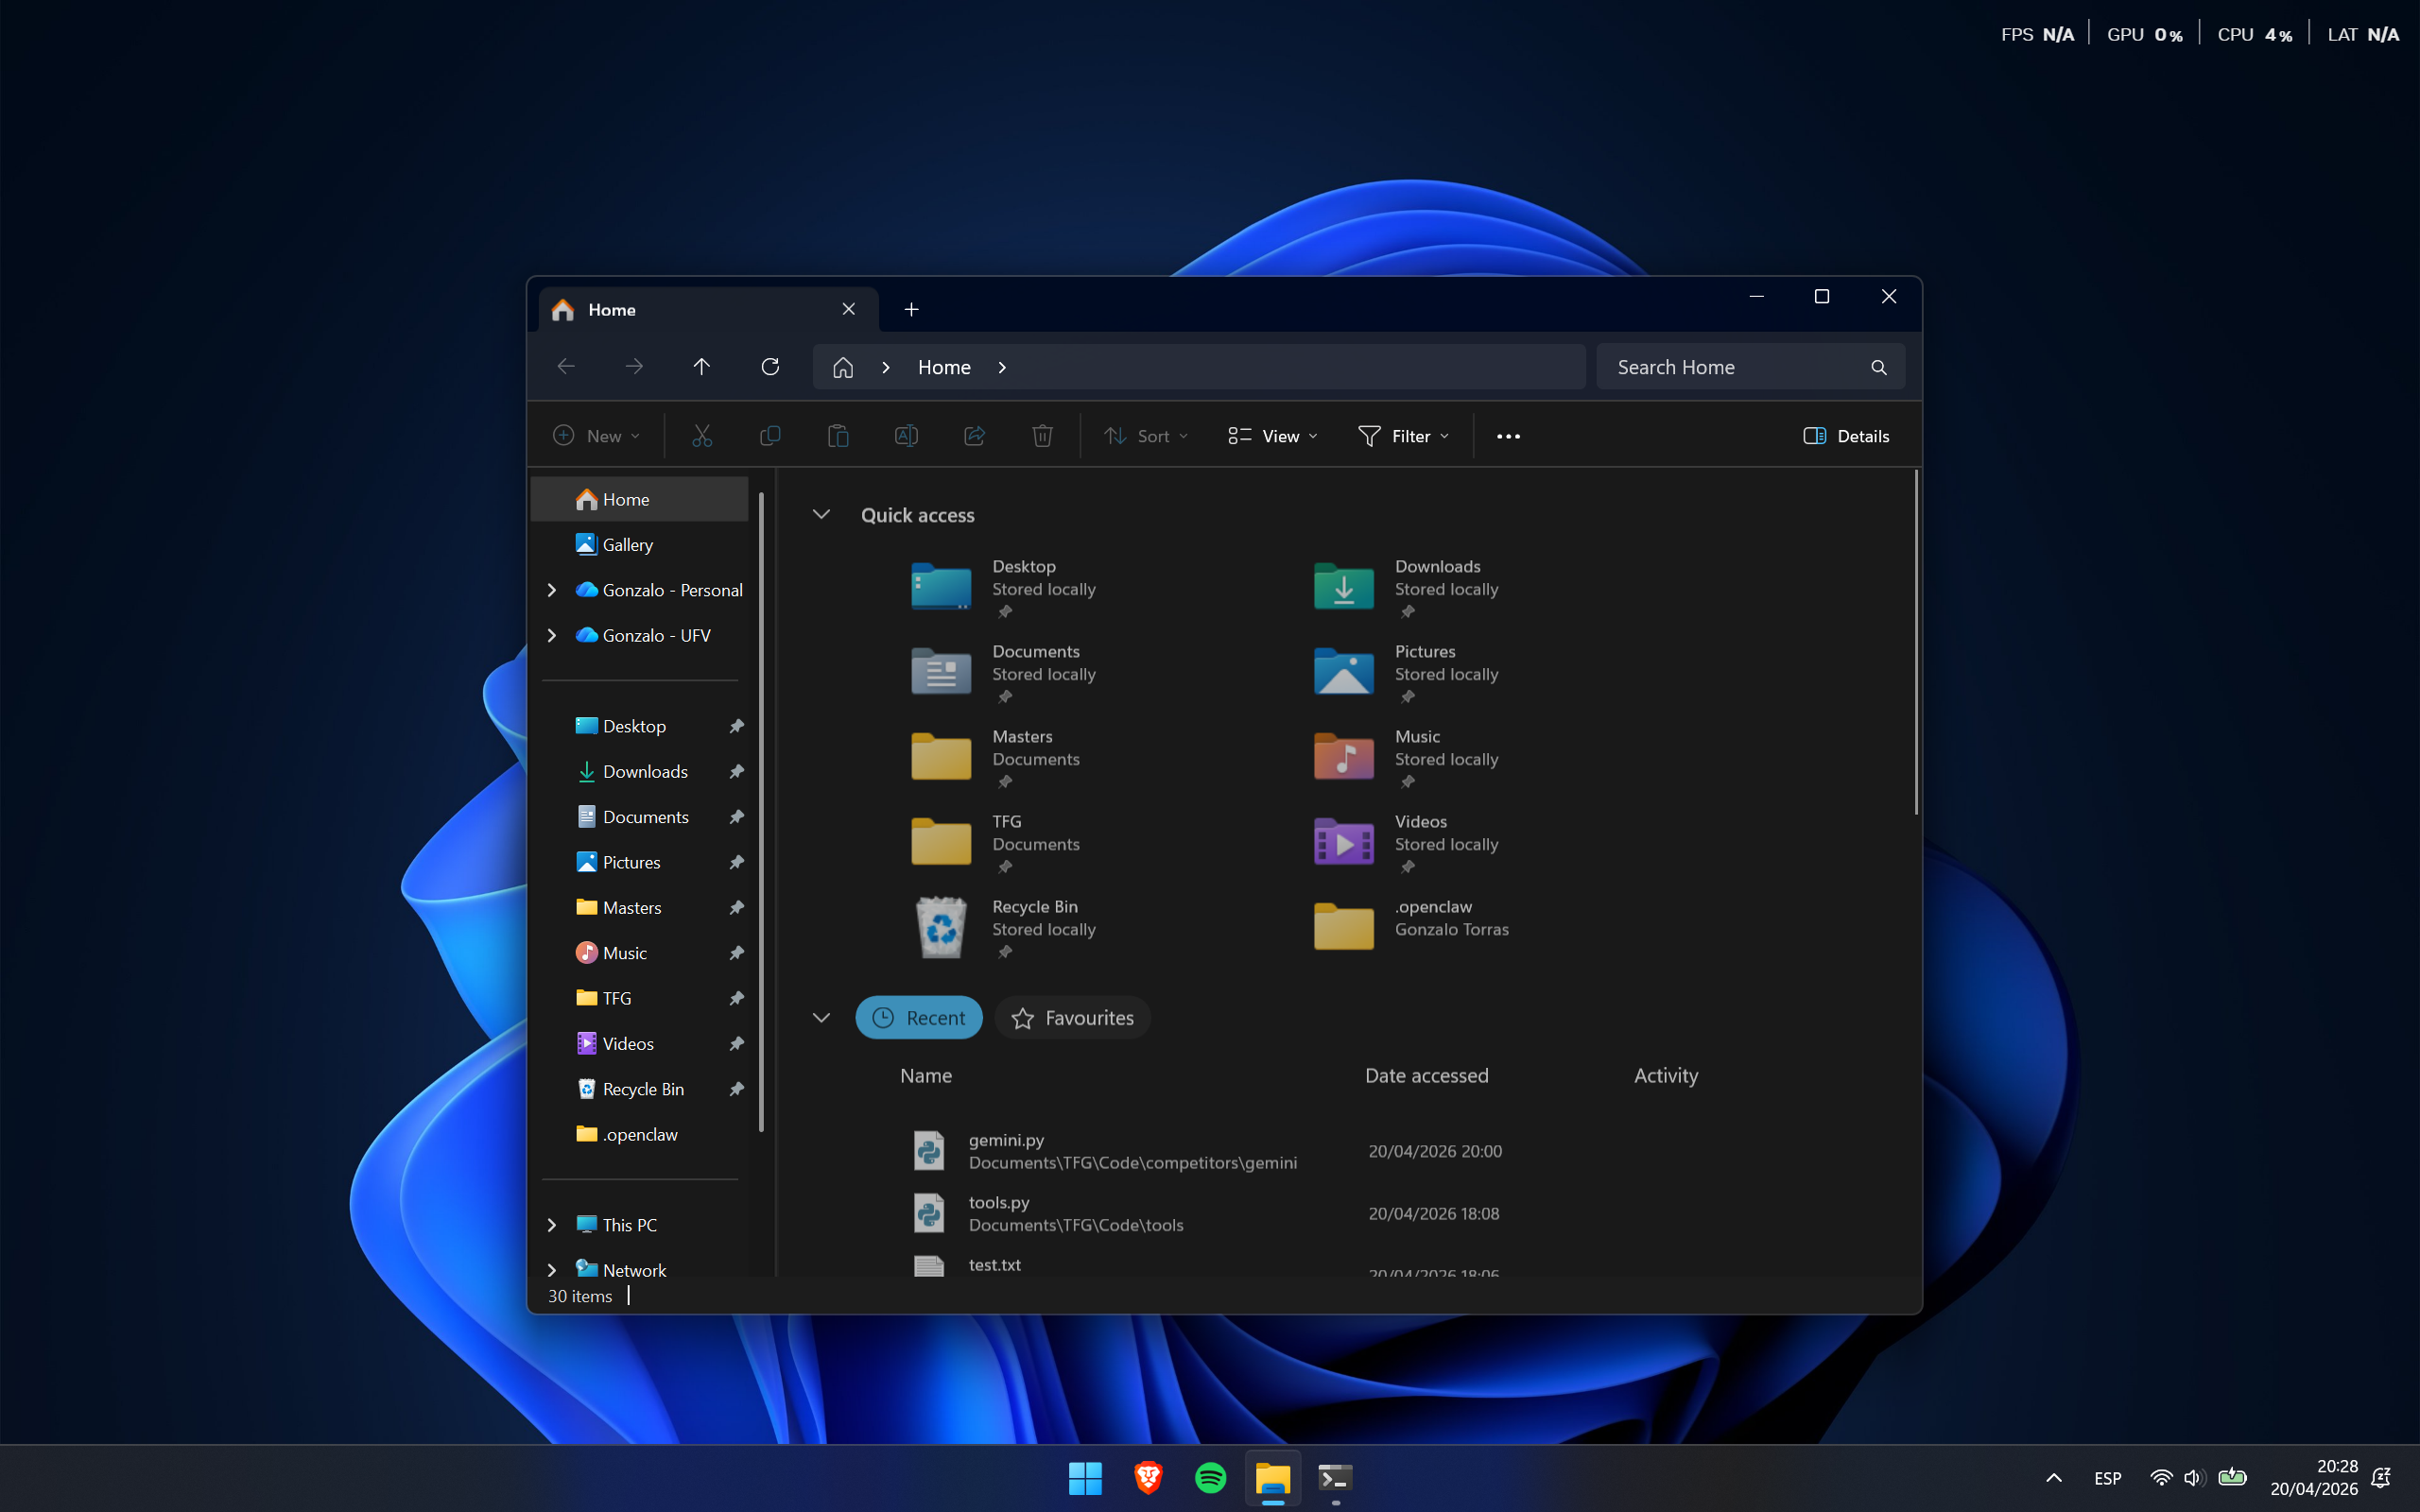 FPS N/A GPU 0% CPU 4% LAT N/A
Home
Home
Search Home
New
Sort
View
Filter
Details
Home
Gallery
Gonzalo - Personal
Gonzalo - UFV
Desktop
Downloads
Documents
Pictures
Masters
Music
TFG
Videos
Recycle Bin
.openclaw
This PC
Network
Quick access
Desktop
Stored locally
Downloads
Stored locally
Documents
Stored locally
Pictures
Stored locally
Masters
Documents
Music
Stored locally
TFG
Documents
Videos
Stored locally
Recycle Bin
Stored locally
.openclaw
Gonzalo Torras
Recent
Favourites
Name Date accessed Activity
gemini.py
Documents\TFG\Code\competitors\gemini
20/04/2026 20:00
tools.py
Documents\TFG\Code\tools
20/04/2026 18:08
test.txt
20/04/2026 18:06
30 items
ESP
20:28
20/04/2026